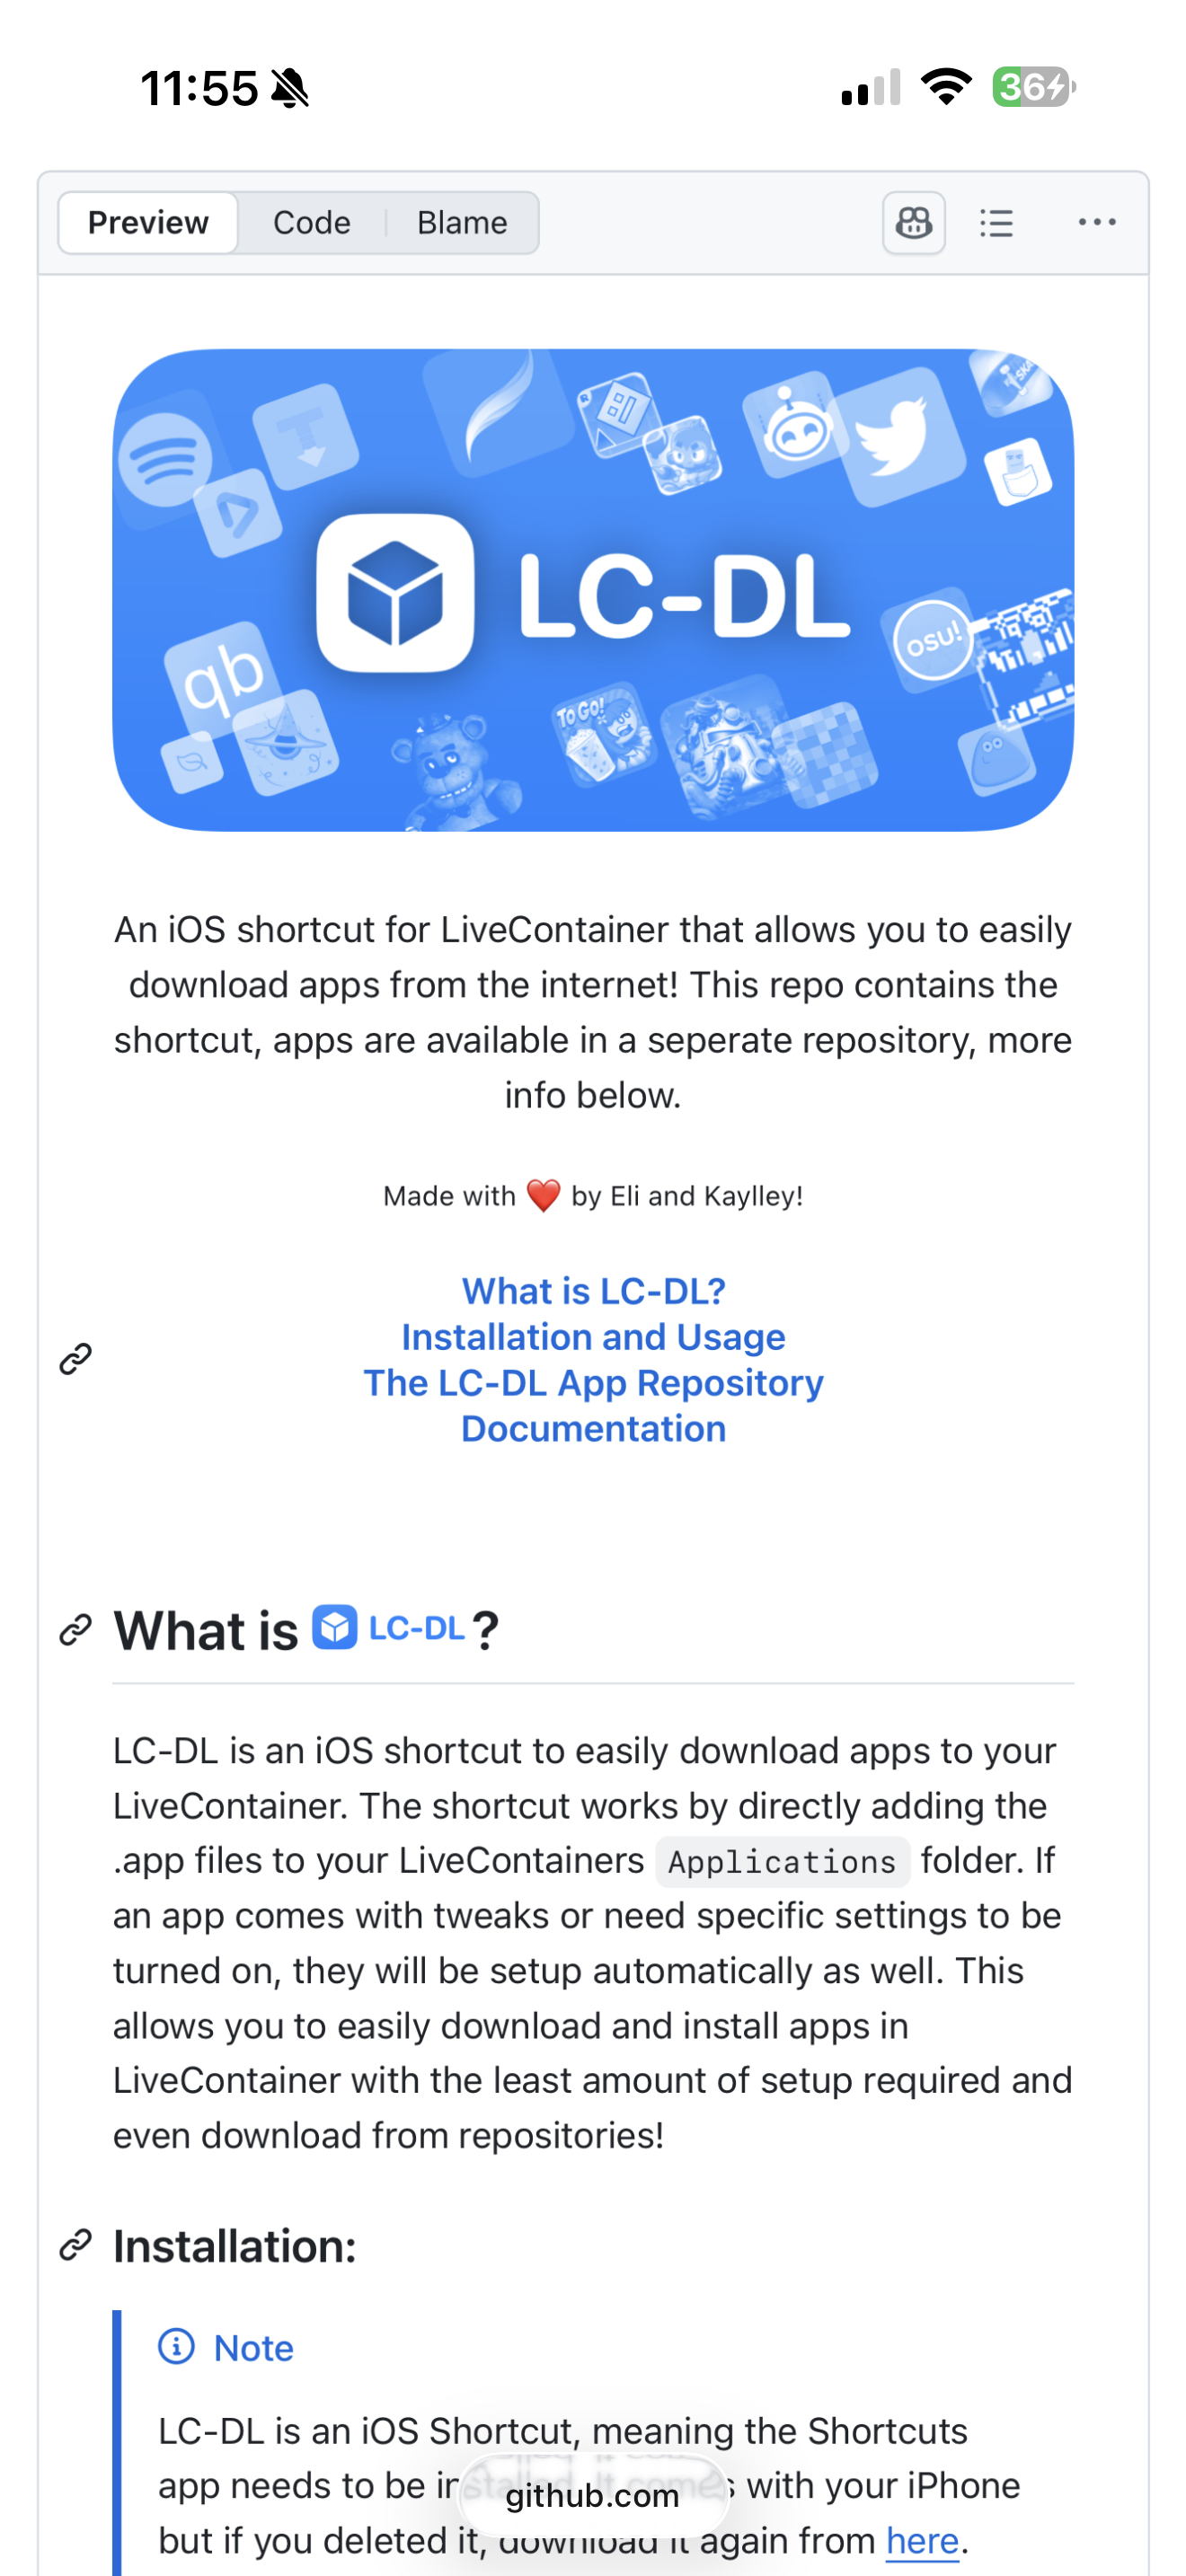 11:55
36
Preview
Code
Blame
SKA
R
LC-DL
OSU!
qb
TO GO!
An iOS shortcut for LiveContainer that allows you to easily
download apps from the internet! This repo contains the
shortcut, apps are available in a seperate repository, more
info below.
Made with ❤️ by Eli and Kaylley!
What is LC-DL?
Installation and Usage
The LC-DL App Repository
Documentation
What is LC-DL?
LC-DL is an iOS shortcut to easily download apps to your
LiveContainer. The shortcut works by directly adding the
.app files to your LiveContainers Applications folder. If
an app comes with tweaks or need specific settings to be
turned on, they will be setup automatically as well. This
allows you to easily download and install apps in
LiveContainer with the least amount of setup required and
even download from repositories!
Installation:
Note
LC-DL is an iOS Shortcut, meaning the Shortcuts
app needs to be installed. It comes with your iPhone
github.com
but if you deleted it, download it again from here.